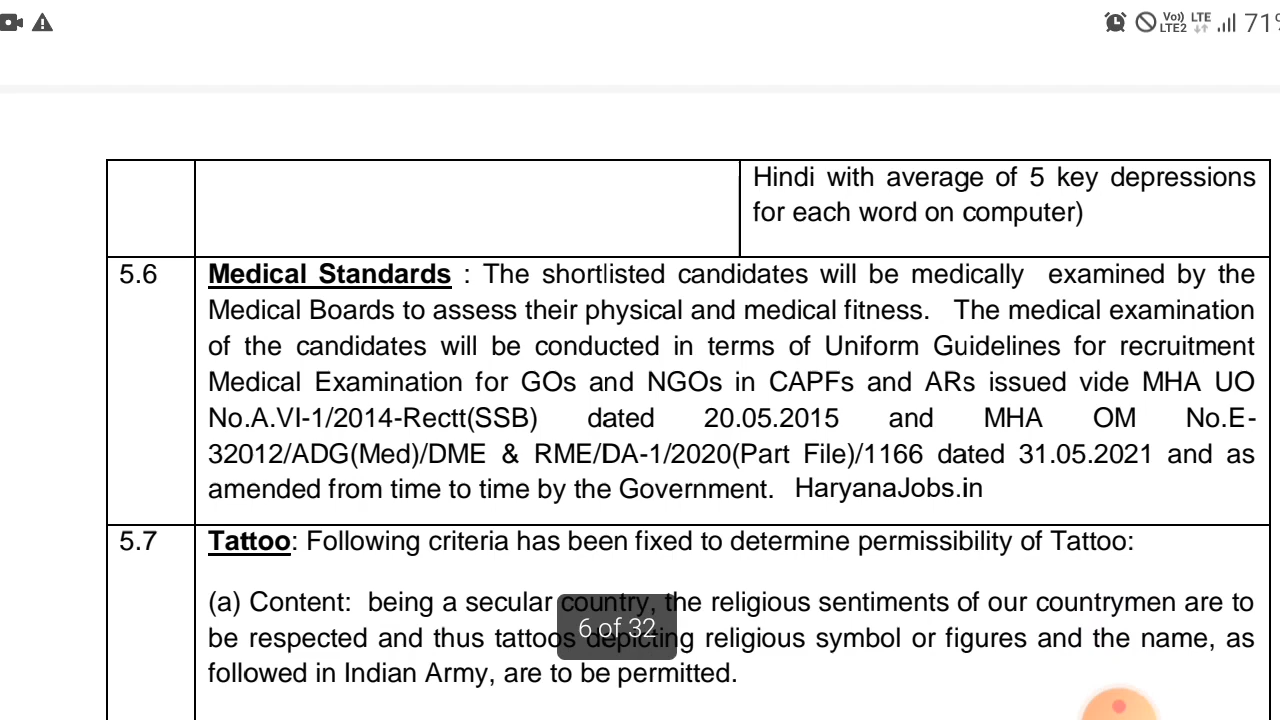 Vo)) LTE
LTE2 71%
Hindi with average of 5 key depressions
for each word on computer)
5.6 Medical Standards : The shortlisted candidates will be medically examined by the
Medical Boards to assess their physical and medical fitness. The medical examination
of the candidates will be conducted in terms of Uniform Guidelines for recruitment
Medical Examination for GOs and NGOs in CAPFs and ARs issued vide MHA UO
No.A.VI-1/2014-Rectt(SSB) dated 20.05.2015 and MHA OM No.E-
32012/ADG(Med)/DME & RME/DA-1/2020(Part File)/1166 dated 31.05.2021 and as
amended from time to time by the Government. HaryanaJobs.in
5.7 Tattoo: Following criteria has been fixed to determine permissibility of Tattoo:
(a) Content: being a secular country, the religious sentiments of our countrymen are to
6 of 32
be respected and thus tattoos depicting religious symbol or figures and the name, as
followed in Indian Army, are to be permitted.